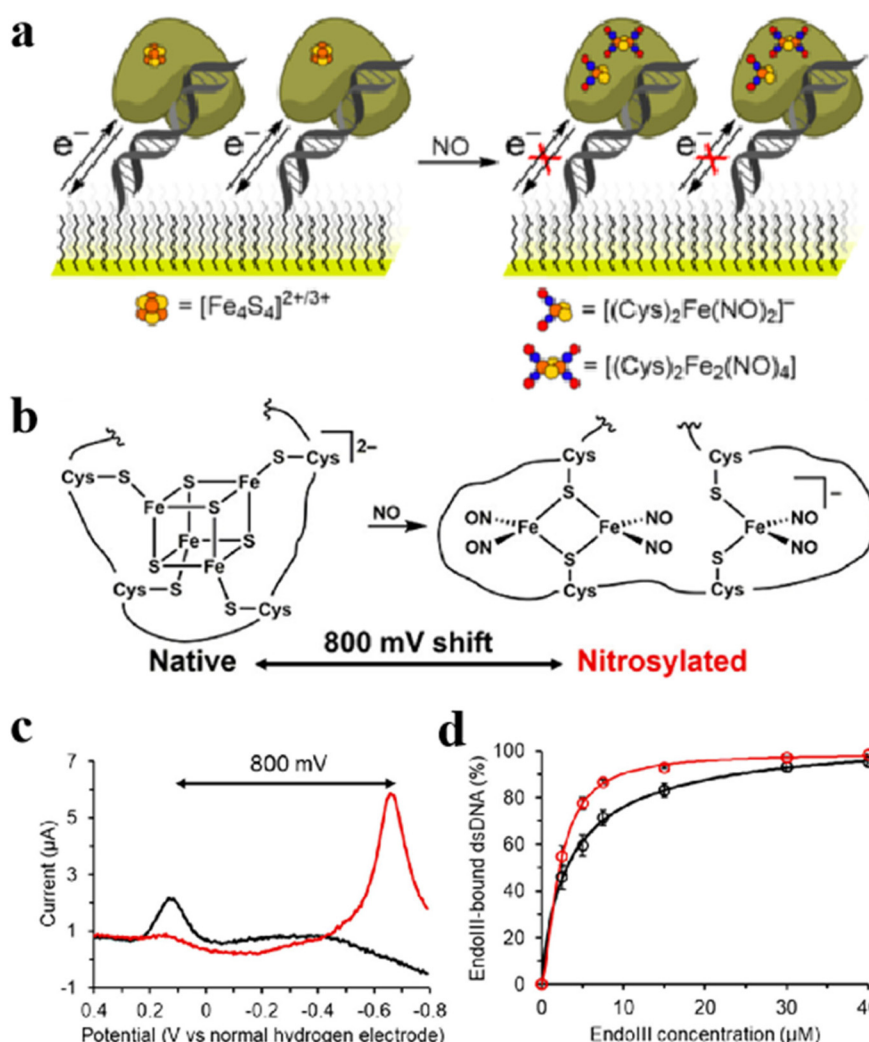 a
e⁻ e⁻ NO e⁻ e⁻
= [Fe₄S₄]²⁺/³⁺
= [(Cys)₂Fe(NO)₂]⁻
= [(Cys)₂Fe₂(NO)₄]
b
S Cys 2–
Cys S S Fe
Fe S
Fe S
S Fe
Cys S S Cys
NO
Cys Cys
S S –
ON Fe Fe NO Fe NO
ON NO NO
S S
Cys Cys
800 mV shift
Native Nitrosylated
c
7
5
3
1
-1
800 mV
Current (µA)
0.4 0.2 0 -0.2 -0.4 -0.6 -0.8
Potential (V vs normal hydrogen electrode)
d
100
80
60
40
20
0
EndoIII-bound dsDNA (%)
0 10 20 30 40
EndoIII concentration (µM)